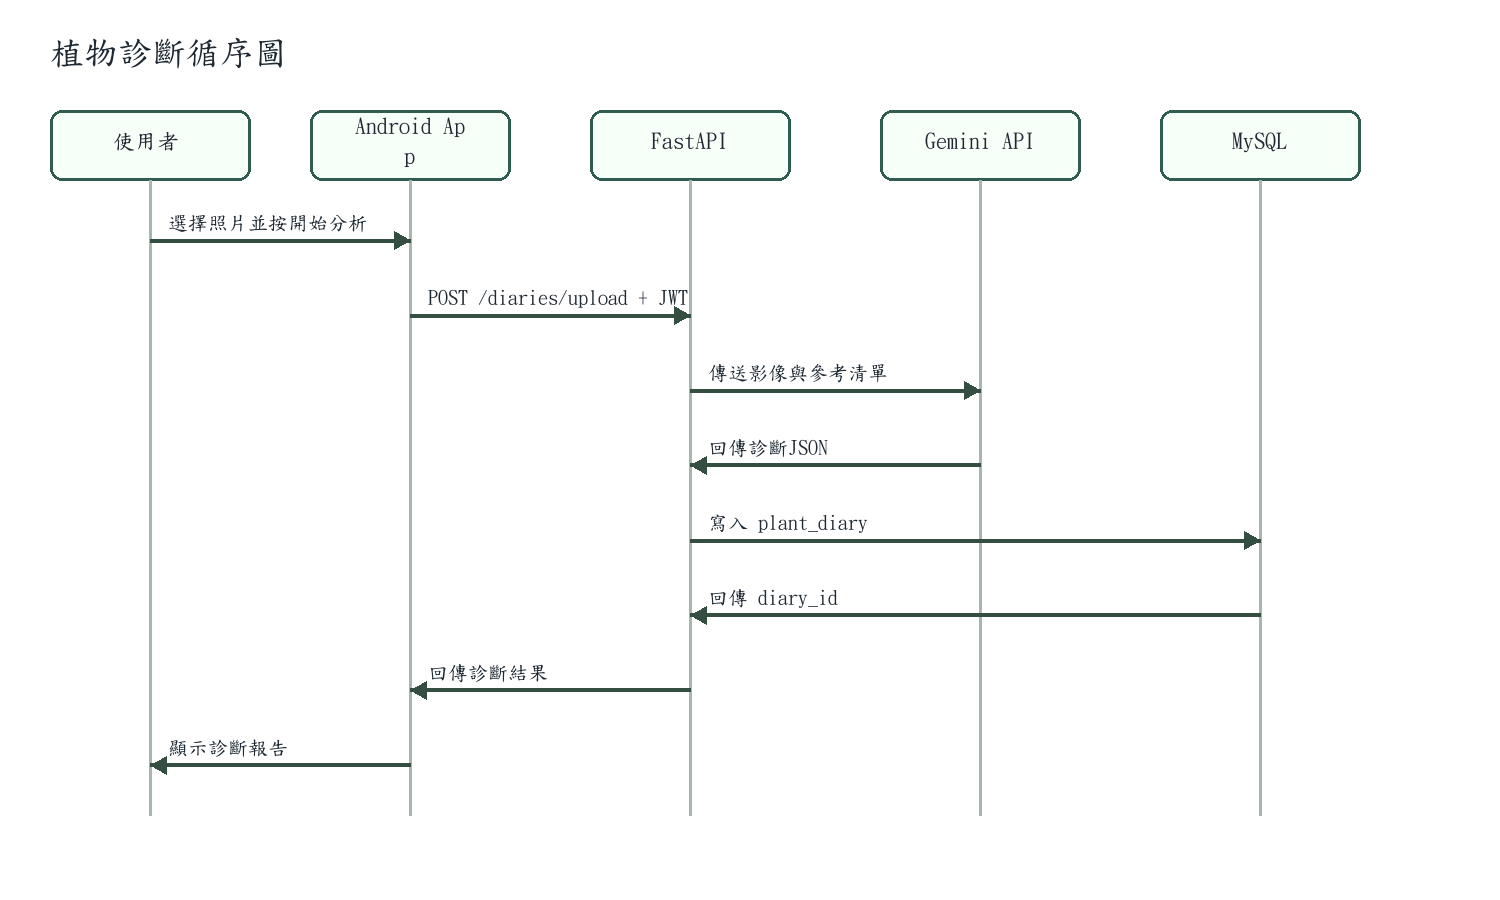 植物診斷循序圖
使用者
Android Ap
p
FastAPI
Gemini API
MySQL
選擇照片並按開始分析
POST /diaries/upload + JWT
傳送影像與參考清單
回傳診斷JSON
寫入 plant_diary
回傳 diary_id
回傳診斷結果
顯示診斷報告